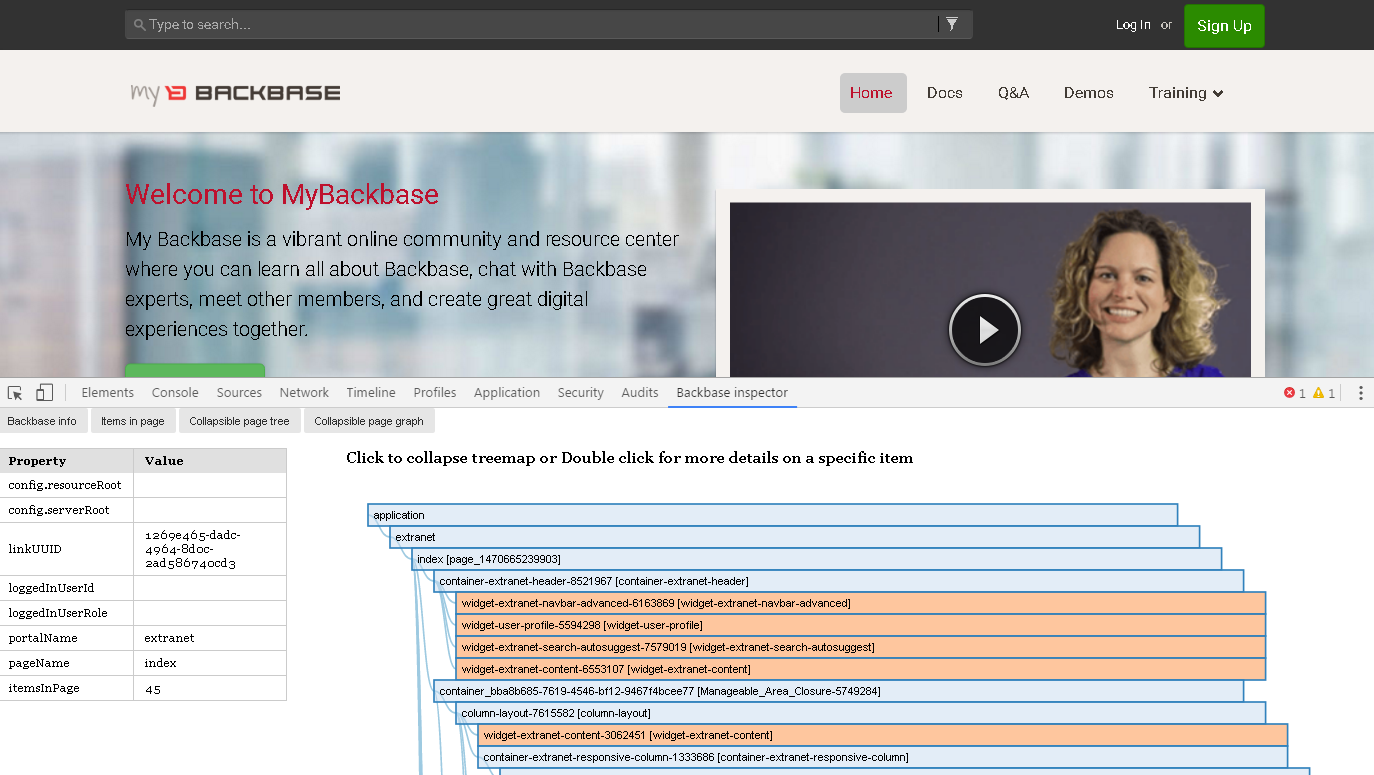 Type to search...
Log In or Sign Up
my BACKBASE
Home Docs Q&A Demos Training
Welcome to MyBackbase
My Backbase is a vibrant online community and resource center
where you can learn all about Backbase, chat with Backbase
experts, meet other members, and create great digital
experiences together.
Elements Console Sources Network Timeline Profiles Application Security Audits Backbase inspector 1 1
Backbase info Items in page Collapsible page tree Collapsible page graph
Property Value
config.resourceRoot
config.serverRoot
linkUUID 1269e465-dadc-
4964-8d0c-
2ad586740cd3
loggedInUserId
loggedInUserRole
portalName extranet
pageName index
itemsInPage 45
Click to collapse treemap or Double click for more details on a specific item
application
extranet
index [page_1470665239903]
container-extranet-header-8521967 [container-extranet-header]
widget-extranet-navbar-advanced-6163869 [widget-extranet-navbar-advanced]
widget-user-profile-5594298 [widget-user-profile]
widget-extranet-search-autosuggest-7579019 [widget-extranet-search-autosuggest]
widget-extranet-content-6553107 [widget-extranet-content]
container_bba8b685-7619-4546-bf12-9467f4bcee77 [Manageable_Area_Closure-5749284]
column-layout-7615582 [column-layout]
widget-extranet-content-3062451 [widget-extranet-content]
container-extranet-responsive-column-1333686 [container-extranet-responsive-column]